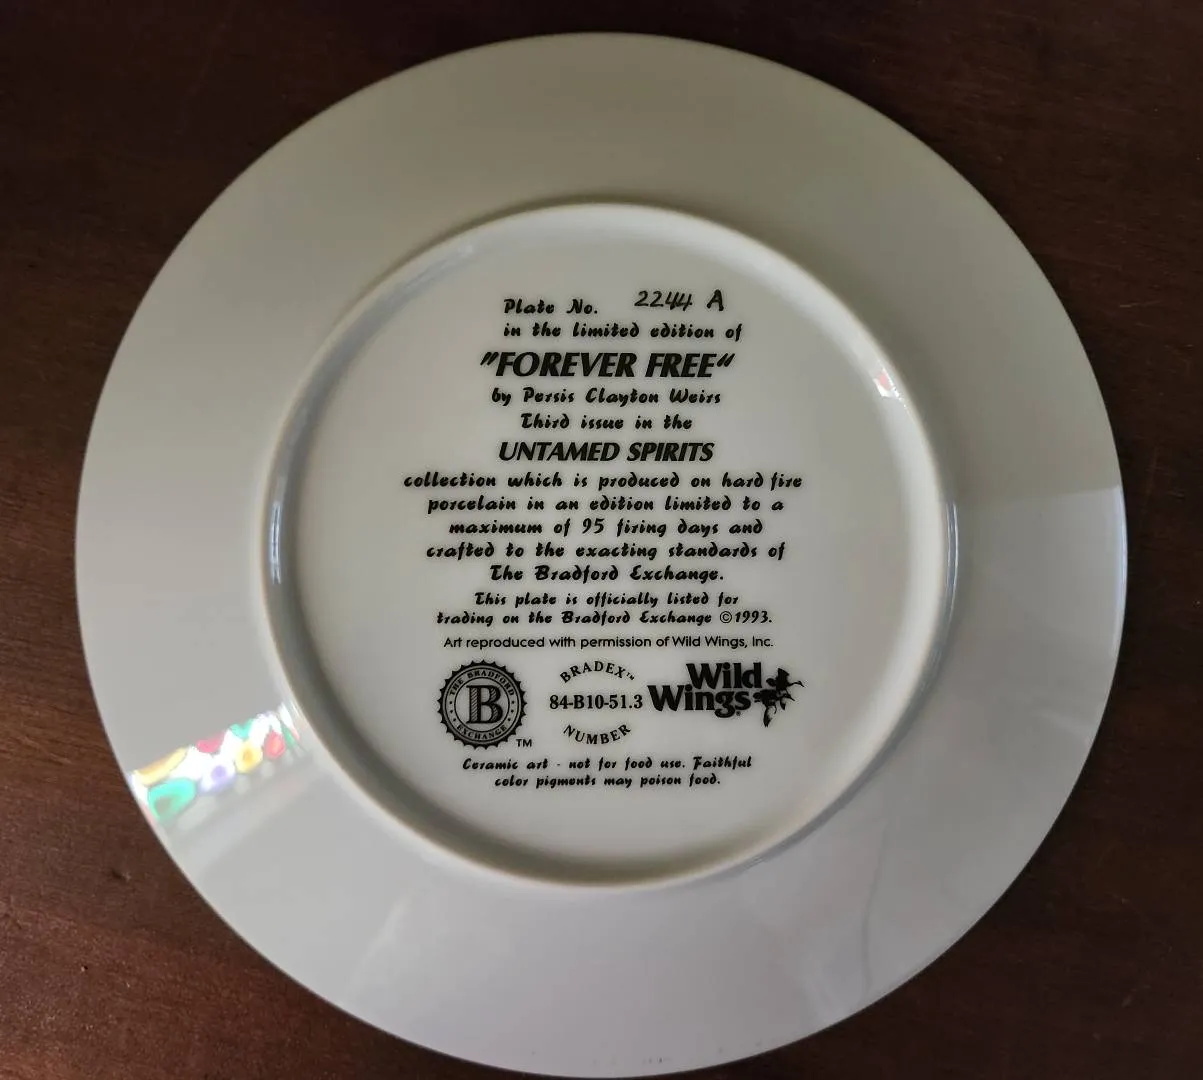 Plate No. 2244 A
in the limited edition of
"FOREVER FREE"
by Persis Clayton Weirs
Third issue in the
UNTAMED SPIRITS
collection which is produced on hard fire
porcelain in an edition limited to a
maximum of 95 firing days and
crafted to the exacting standards of
The Bradford Exchange.
This plate is officially listed for
trading on the Bradford Exchange ©1993.
Art reproduced with permission of Wild Wings, Inc.
THE BRADFORD
B
EXCHANGE
TM
BRADEX™
84-B10-51.3
NUMBER
Wild
Wings®
Ceramic art - not for food use. Faithful
color pigments may poison food.